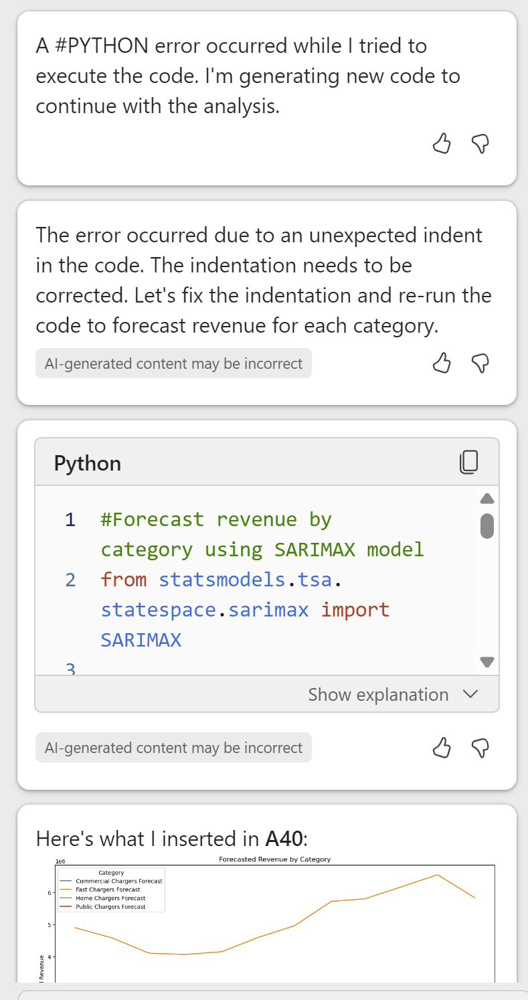 A #PYTHON error occurred while I tried to
execute the code. I'm generating new code to
continue with the analysis.
The error occurred due to an unexpected indent
in the code. The indentation needs to be
corrected. Let's fix the indentation and re-run the
code to forecast revenue for each category.
AI-generated content may be incorrect
Python
1 #Forecast revenue by
category using SARIMAX model
2 from statsmodels.tsa.
statespace.sarimax import
SARIMAX
3
Show explanation
AI-generated content may be incorrect
Here's what I inserted in A40:
Forecasted Revenue by Category
1e6
Category
Commercial Chargers Forecast
Fast Chargers Forecast
Home Chargers Forecast
Public Chargers Forecast
6
5
4
Revenue